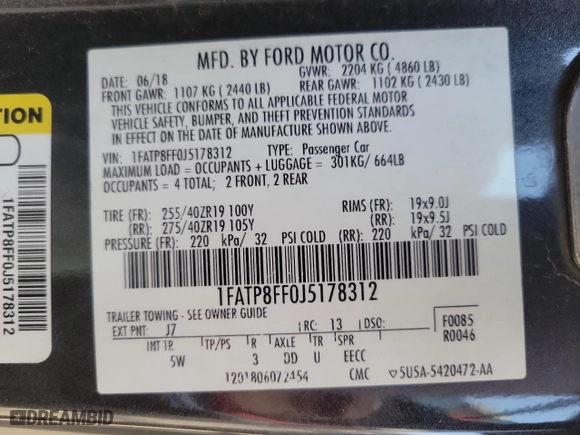 MFD. BY FORD MOTOR CO.
DATE: 06/18 GVWR: 2204 KG ( 4860 LB)
FRONT GAWR: 1107 KG ( 2440 LB) REAR GAWR: 1102 KG ( 2430 LB)
THIS VEHICLE CONFORMS TO ALL APPLICABLE FEDERAL MOTOR
VEHICLE SAFETY, BUMPER, AND THEFT PREVENTION STANDARDS
IN EFFECT ON THE DATE OF MANUFACTURE SHOWN ABOVE.
VIN: 1FATP8FF0J5178312 TYPE: Passenger Car
MAXIMUM LOAD = OCCUPANTS + LUGGAGE = 301KG/ 664LB
OCCUPANTS = 4 TOTAL; 2 FRONT, 2 REAR
TIRE (FR): 255/40ZR19 100Y RIMS (FR): 19x9.0J
(RR): 275/40ZR19 105Y (RR): 19x9.5J
PRESSURE (FR): 220 kPa/ 32 PSI COLD (RR): 220 kPa/ 32 PSI COLD
1FATP8FF0J5178312
TRAILER TOWING - SEE OWNER GUIDE
EXT PNT: J7 RC: 13 DSO: F0085
INT TR TP/PS R AXLE TR SPR R0046
5W 3 DD U EECC
1201806072454 CMC ▽5U5A-5420472-AA
TION
1FATP8FF0J5178312
DREAMBID